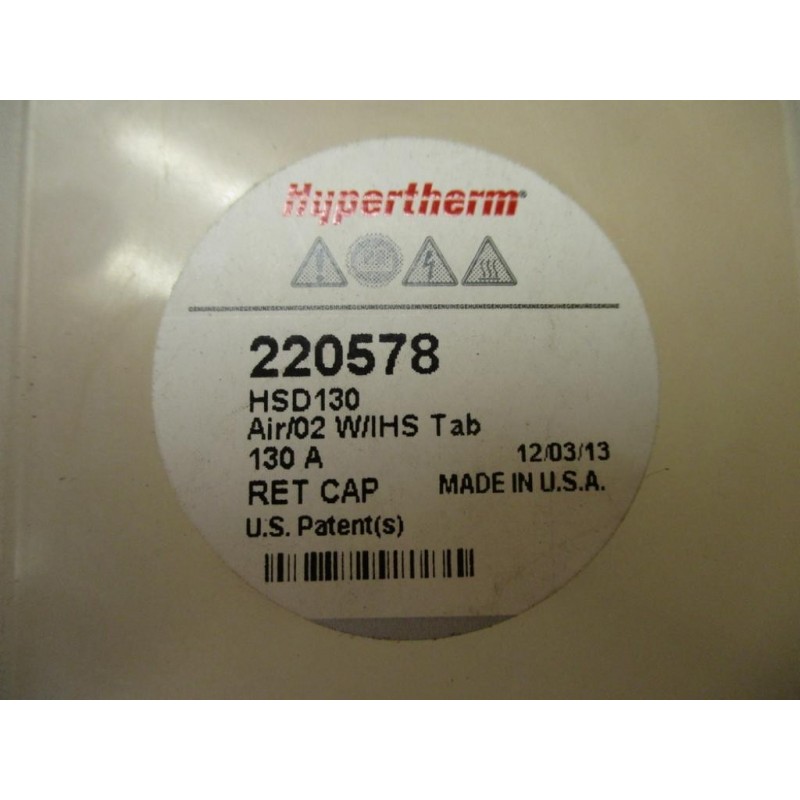 Hypertherm®
220578
HSD130
Air/02 W/IHS Tab
130 A 12/03/13
RET CAP MADE IN U.S.A.
U.S. Patent(s)